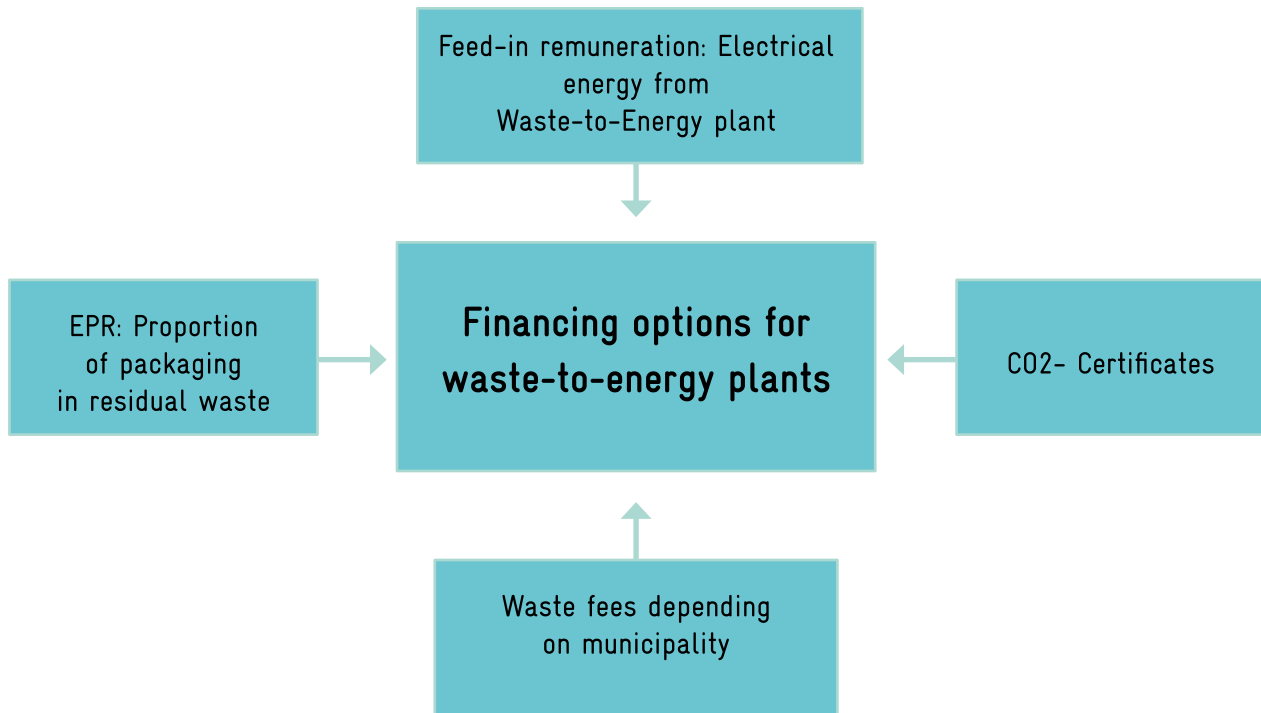 Feed-in remuneration: Electrical
energy from
Waste-to-Energy plant
EPR: Proportion
of packaging
in residual waste
Financing options for
waste-to-energy plants
CO2- Certificates
Waste fees depending
on municipality